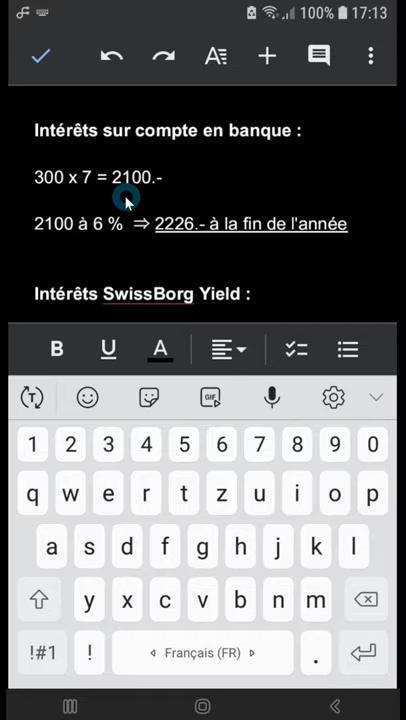 100% 17:13
Intérêts sur compte en banque :
300 x 7 = 2100.-
2100 à 6 % ⇒ 2226.- à la fin de l'année
Intérêts SwissBorg Yield :
B U A
T GIF
1 2 3 4 5 6 7 8 9 0
q w e r t z u i o p
a s d f g h j k l
y x c v b n m
!#1 ! Français (FR) .